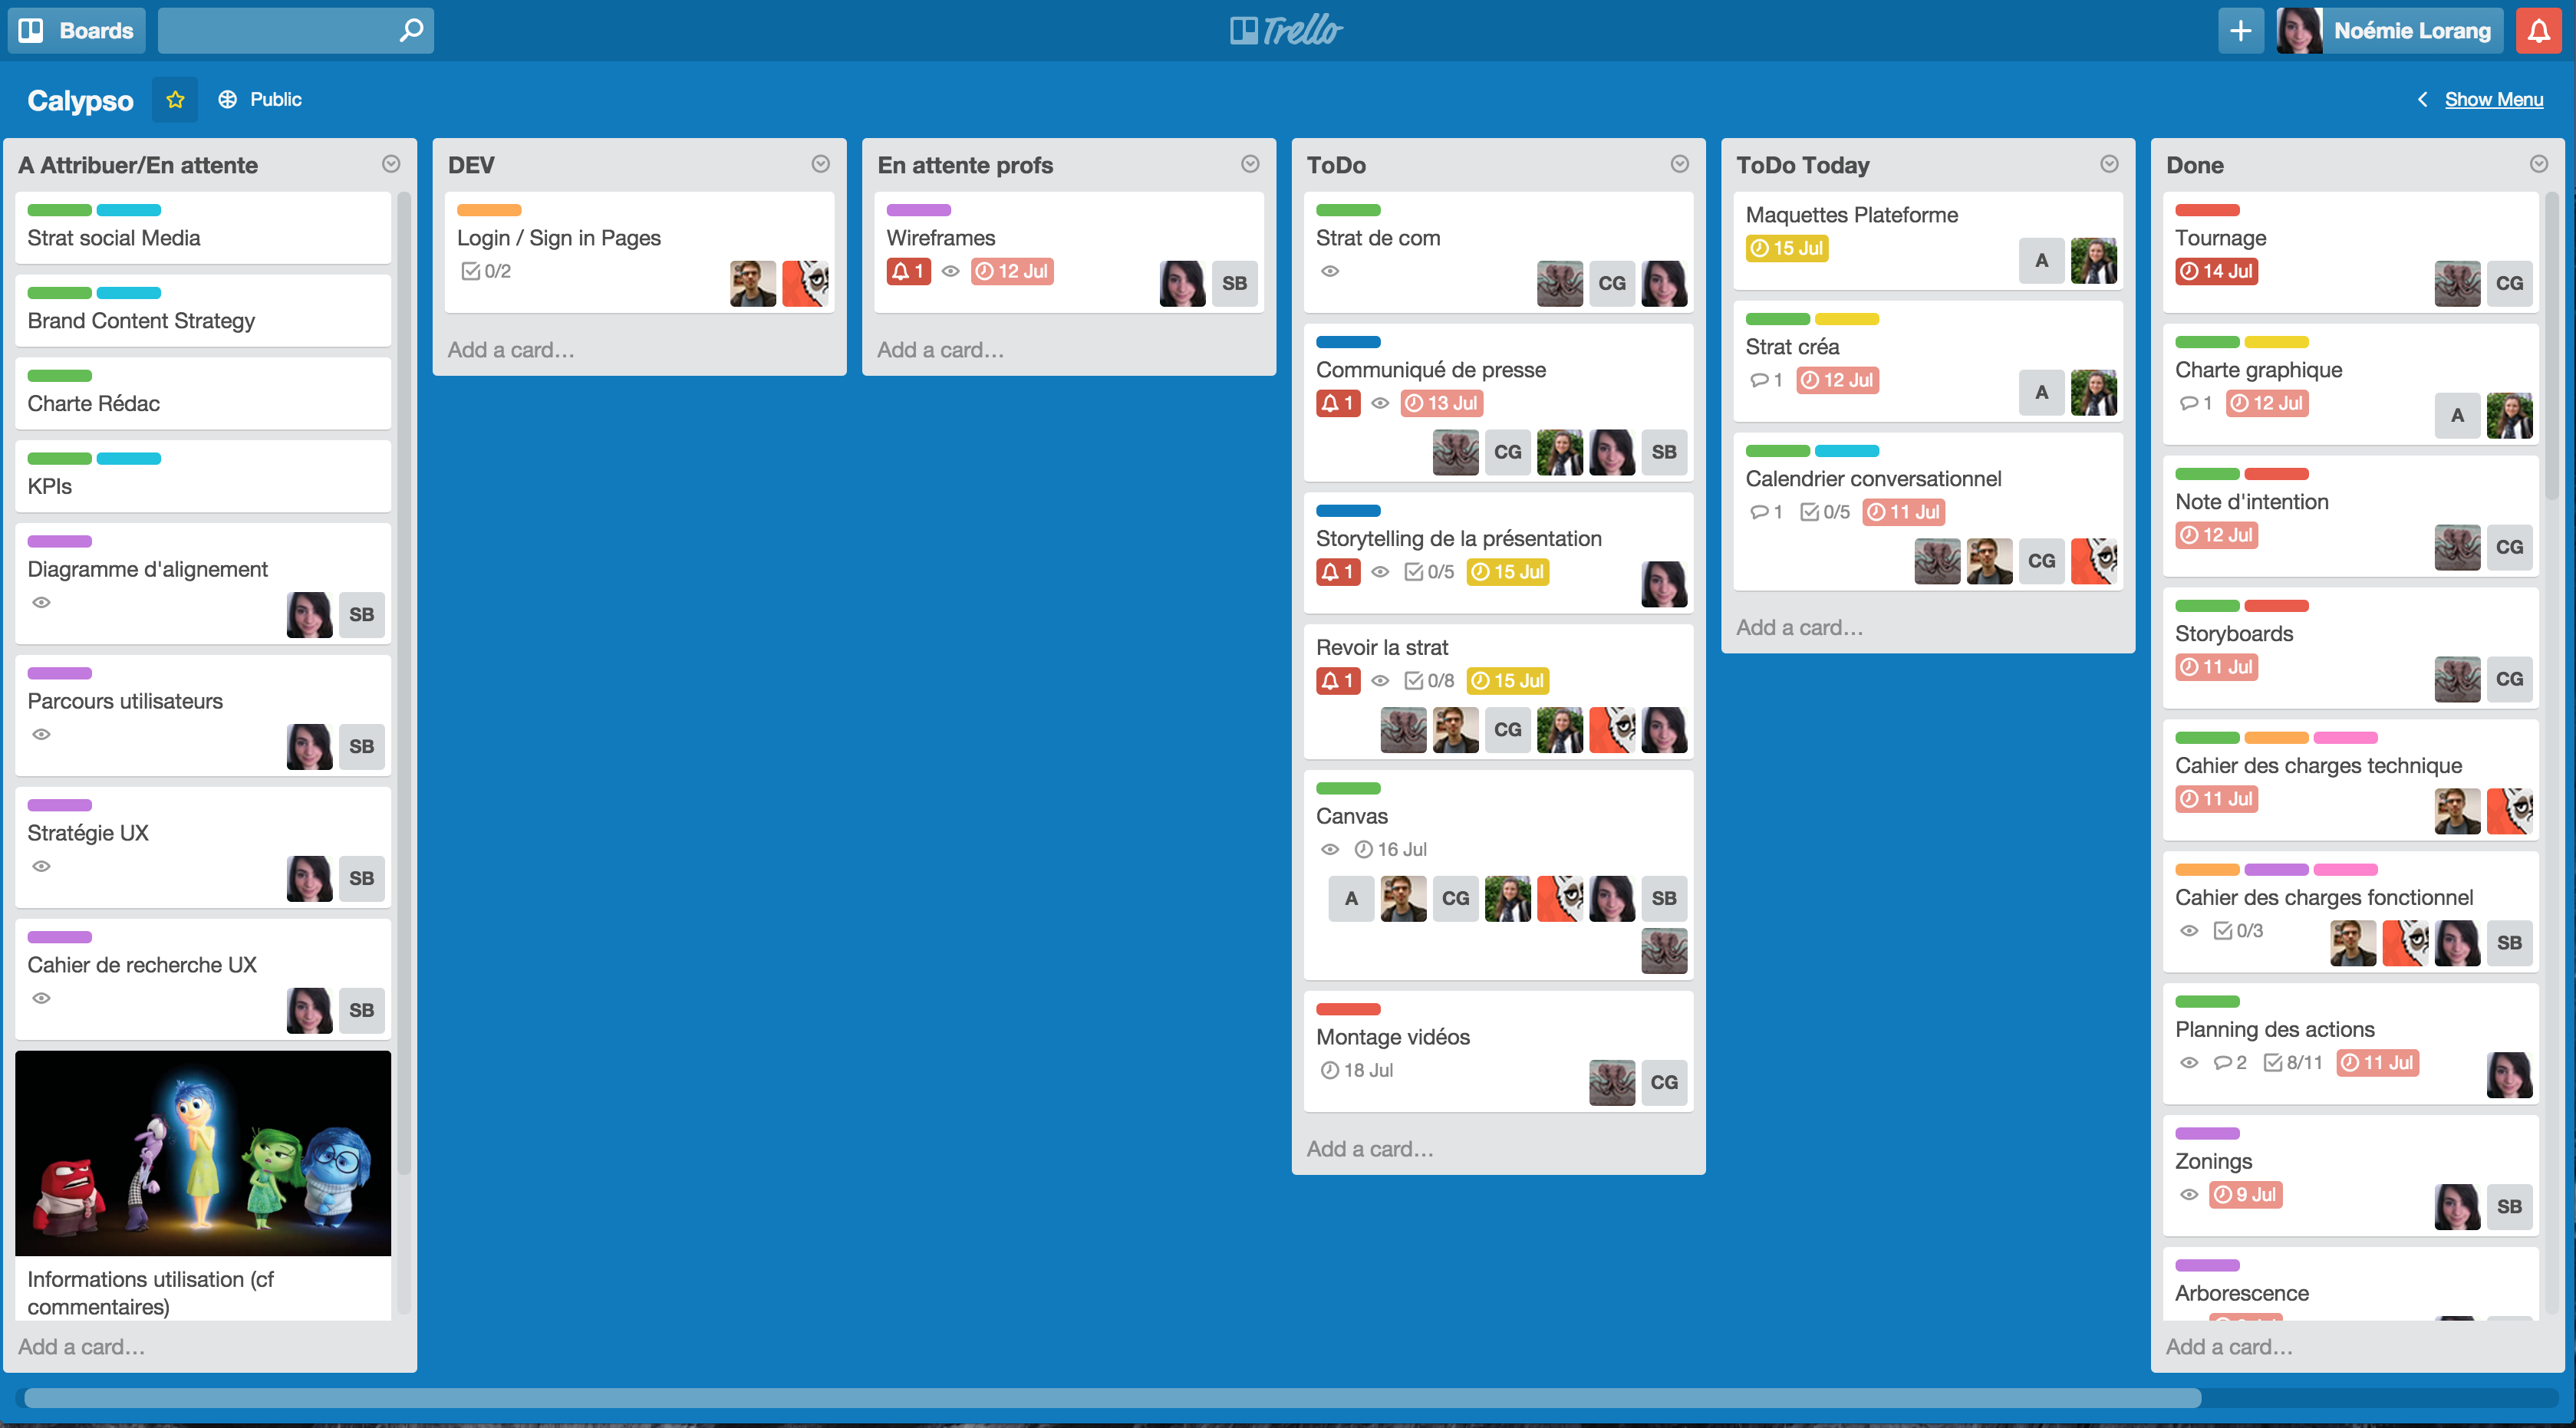 Boards
Trello
Noémie Lorang
Calypso
Public
Show Menu
A Attribuer/En attente
Strat social Media
Brand Content Strategy
Charte Rédac
KPIs
Diagramme d'alignement
SB
Parcours utilisateurs
SB
Stratégie UX
SB
Cahier de recherche UX
SB
Informations utilisation (cf
commentaires)
Add a card…
DEV
Login / Sign in Pages
0/2
Add a card…
En attente profs
Wireframes
1 12 Jul
SB
Add a card…
ToDo
Strat de com
CG
Communiqué de presse
1 13 Jul
CG SB
Storytelling de la présentation
1 0/5 15 Jul
Revoir la strat
1 0/8 15 Jul
CG
Canvas
16 Jul
A CG SB
Montage vidéos
18 Jul
CG
Add a card…
ToDo Today
Maquettes Plateforme
15 Jul
A
Strat créa
1 12 Jul
A
Calendrier conversationnel
1 0/5 11 Jul
CG
Add a card…
Done
Tournage
14 Jul
CG
Charte graphique
1 12 Jul
A
Note d'intention
12 Jul
CG
Storyboards
11 Jul
CG
Cahier des charges technique
11 Jul
Cahier des charges fonctionnel
0/3
SB
Planning des actions
2 8/11 11 Jul
Zonings
9 Jul
SB
Arborescence
Add a card…